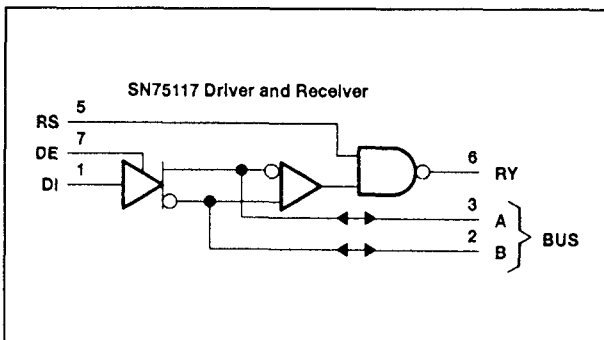 SN75117 Driver and Receiver
RS 5
DE 7
DI 1
6 RY
3 A
2 B
BUS